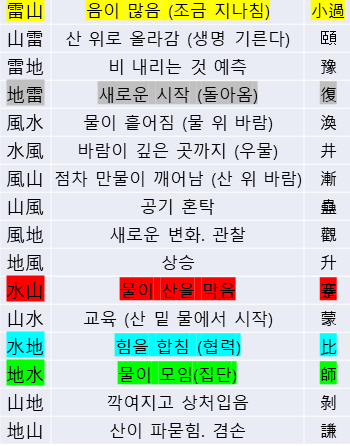 雷山 음이 많음 (조금 지나침) 小過
山雷 산 위로 올라감 (생명 기른다) 頤
雷地 비 내리는 것 예측 豫
地雷 새로운 시작 (돌아옴) 復
風水 물이 흩어짐 (물 위 바람) 渙
水風 바람이 깊은 곳까지 (우물) 井
風山 점차 만물이 깨어남 (산 위 바람) 漸
山風 공기 혼탁 蠱
風地 새로운 변화. 관찰 觀
地風 상승 升
水山 물이 산을 막음 蹇
山水 교육 (산 밑 물에서 시작) 蒙
水地 힘을 합침 (협력) 比
地水 물이 모임(집단) 師
山地 깍여지고 상처입음 剝
地山 산이 파묻힘. 겸손 謙